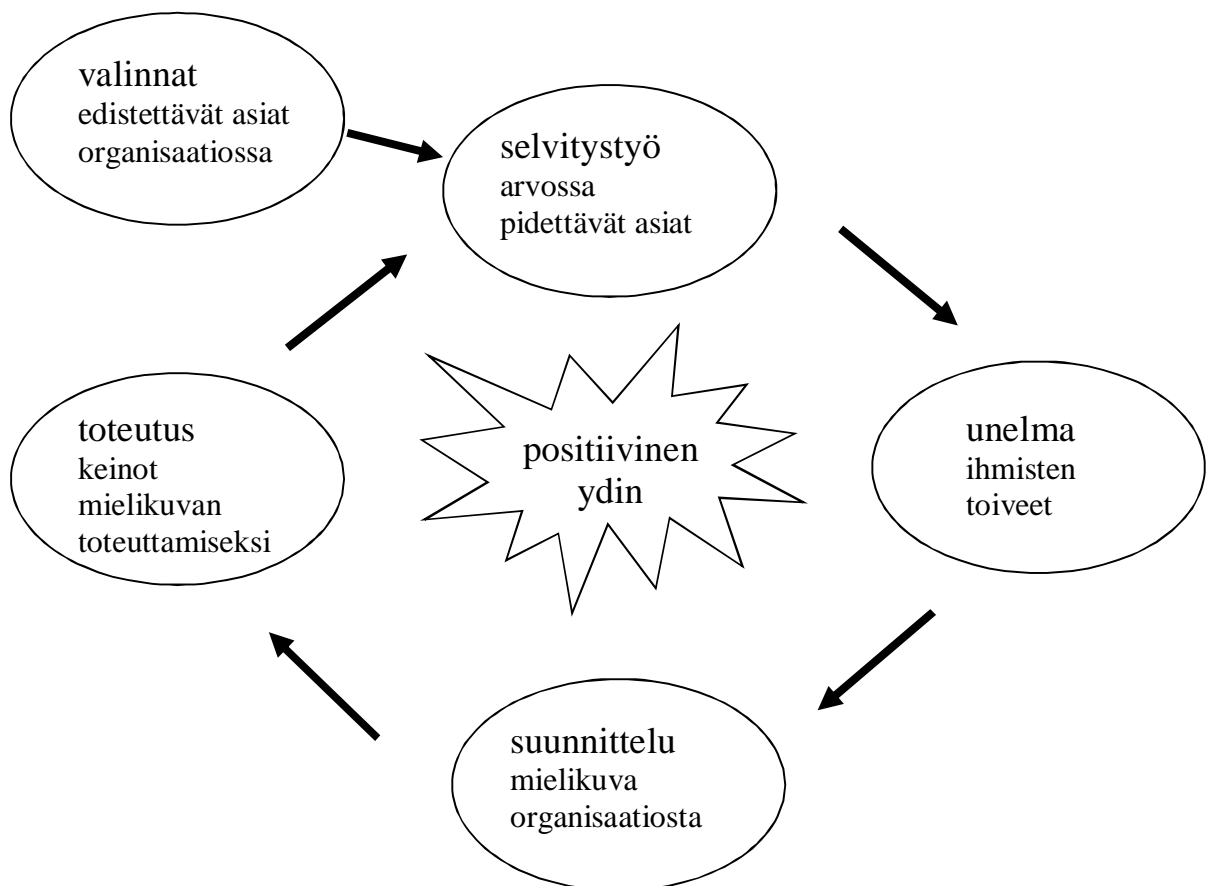 valinnat
edistettävät asiat
organisaatiossa
selvitystyö
arvossa
pidettävät asiat
unelma
ihmisten
toiveet
suunnittelu
mielikuva
organisaatiosta
toteutus
keinot
mielikuvan
toteuttamiseksi
positiivinen
ydin